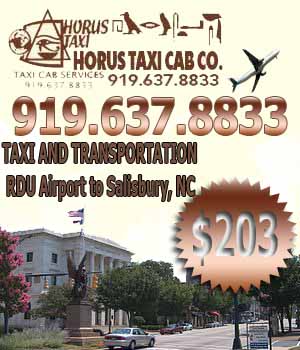 HORUS
TAXI
TAXI CAB SERVICES
919.637.8833
HORUS TAXI CAB CO.
919.637.8833
919.637.8833
TAXI AND TRANSPORTATION
RDU Airport to Salisbury, NC
$203